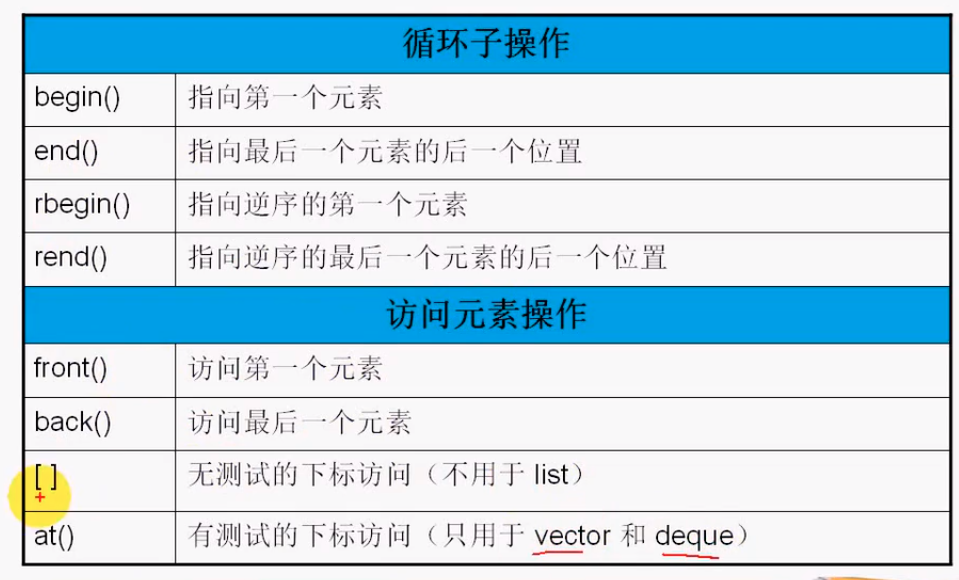 循环子操作
begin() 指向第一个元素
end() 指向最后一个元素的后一个位置
rbegin() 指向逆序的第一个元素
rend() 指向逆序的最后一个元素的后一个位置
访问元素操作
front() 访问第一个元素
back() 访问最后一个元素
[ ] 无测试的下标访问（不用于 list）
at() 有测试的下标访问（只用于 vector 和 deque）